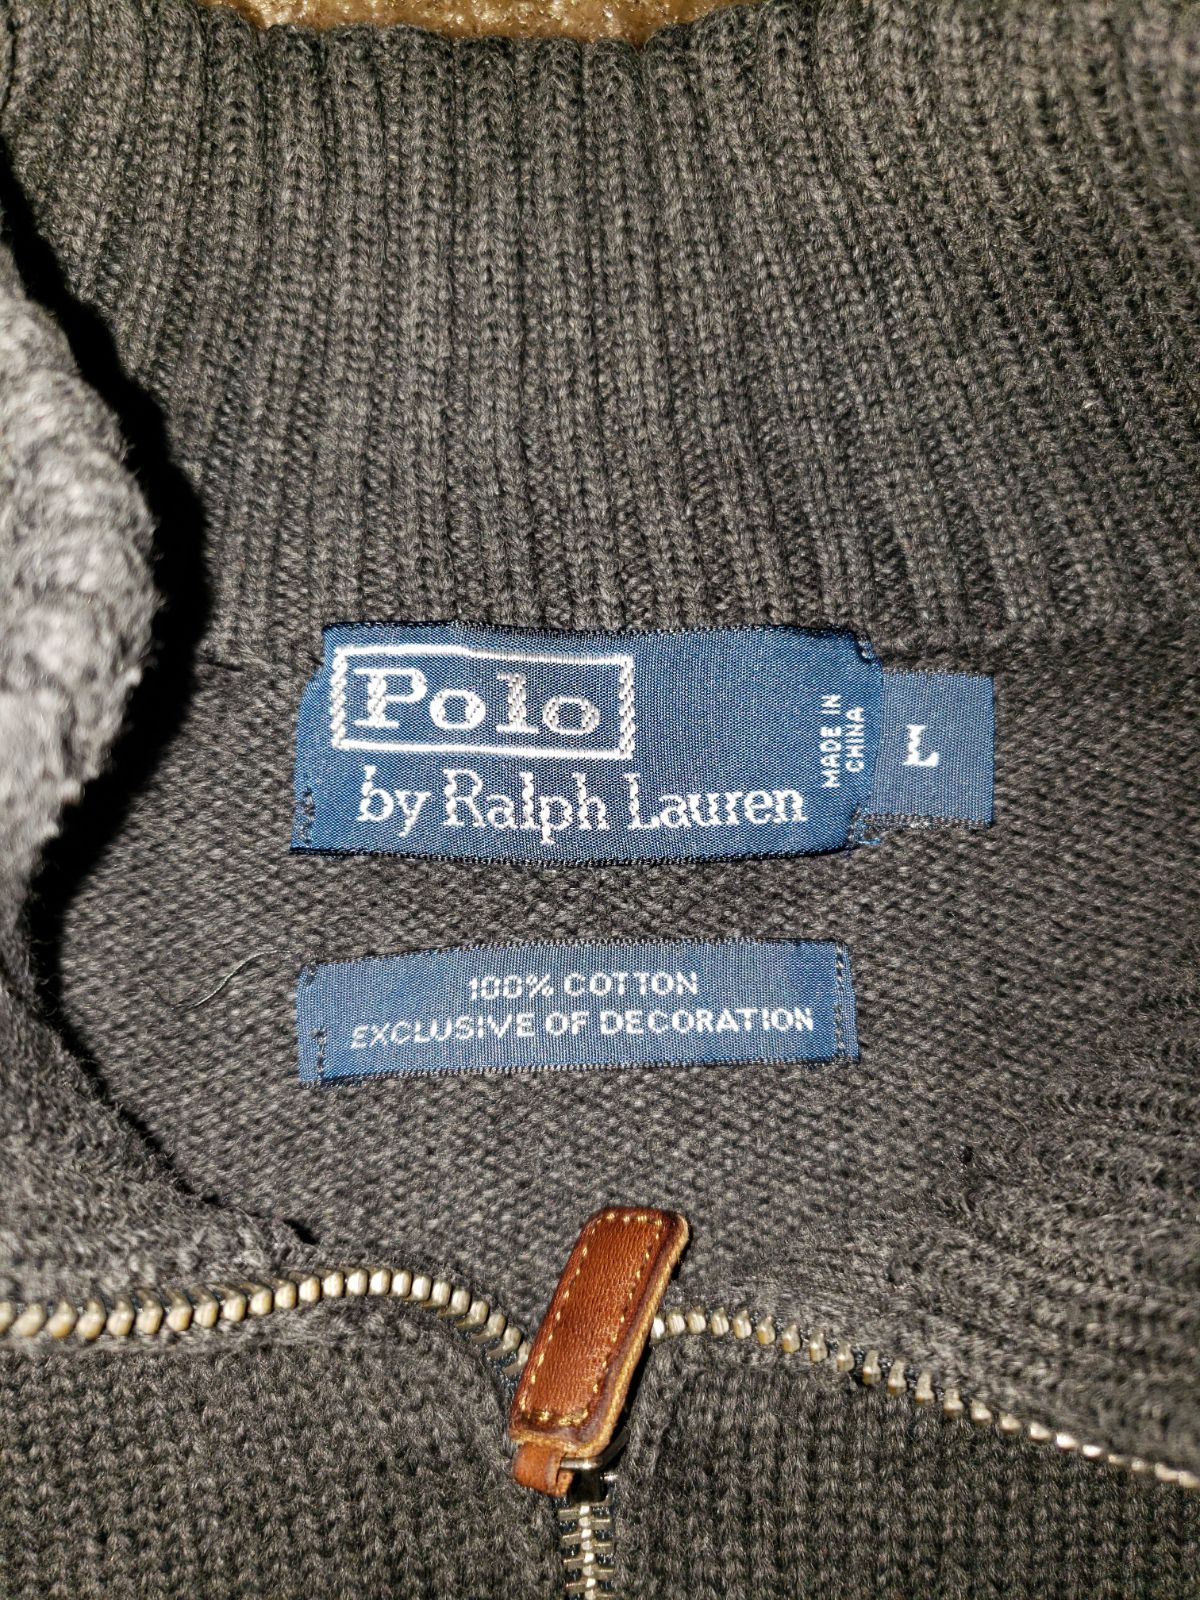 Polo
by Ralph Lauren
MADE IN
CHINA
L
100% COTTON
EXCLUSIVE OF DECORATION